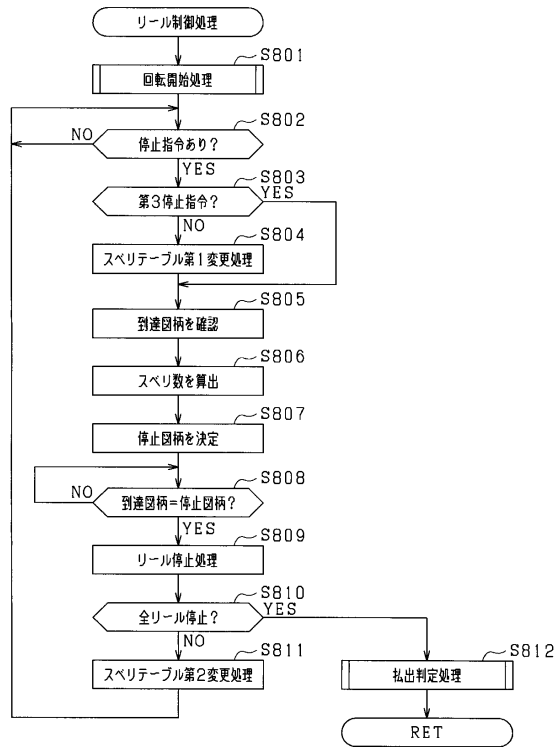 リール制御処理
S801
回転開始処理
S802
NO
停止指令あり？
YES
S803
第3停止指令？
YES
NO
S804
スベリテーブル第1変更処理
S805
到達図柄を確認
S806
スベリ数を算出
S807
停止図柄を決定
S808
NO
到達図柄＝停止図柄？
YES
S809
リール停止処理
S810
全リール停止？
YES
NO
S811
スベリテーブル第2変更処理
S812
払出判定処理
RET